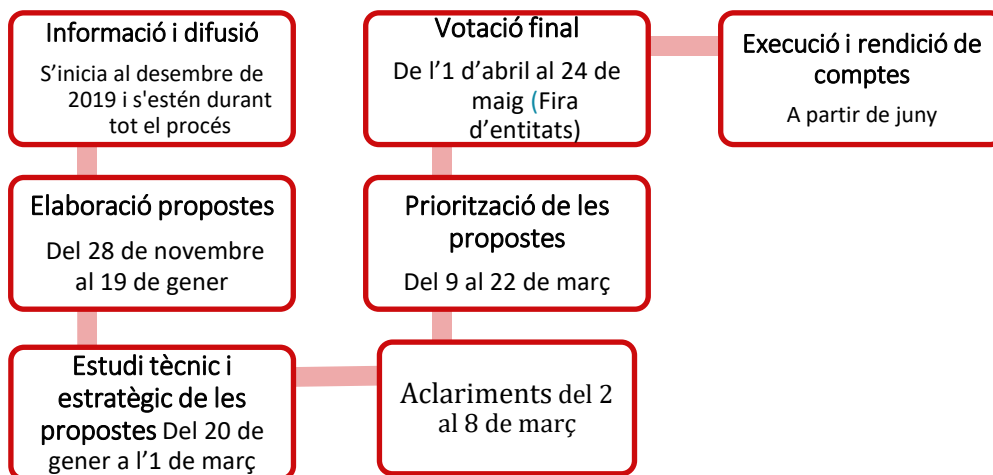 Informació i difusió
S'inicia al desembre de
2019 i s'estén durant
tot el procés
Elaboració propostes
Del 28 de novembre
al 19 de gener
Estudi tècnic i
estratègic de les
propostes Del 20 de
gener a l'1 de març
Aclariments del 2
al 8 de març
Priorització de les
propostes
Del 9 al 22 de març
Votació final
De l'1 d'abril al 24 de
maig (Fira
d'entitats)
Execució i rendició de
comptes
A partir de juny